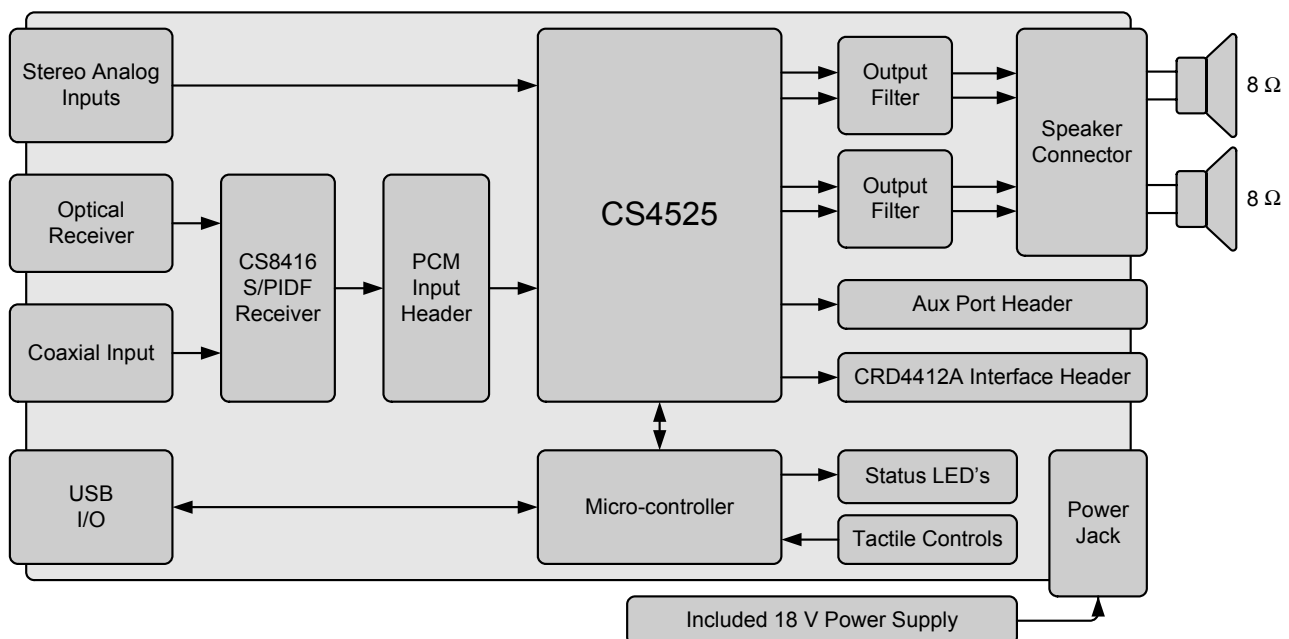 Stereo Analog
Inputs
Optical
Receiver
Coaxial Input
USB
I/O
CS8416
S/PIDF
Receiver
PCM
Input
Header
CS4525
Micro-controller
Output
Filter
Output
Filter
Speaker
Connector
8 Ω
8 Ω
Aux Port Header
CRD4412A Interface Header
Status LED's
Tactile Controls
Power
Jack
Included 18 V Power Supply